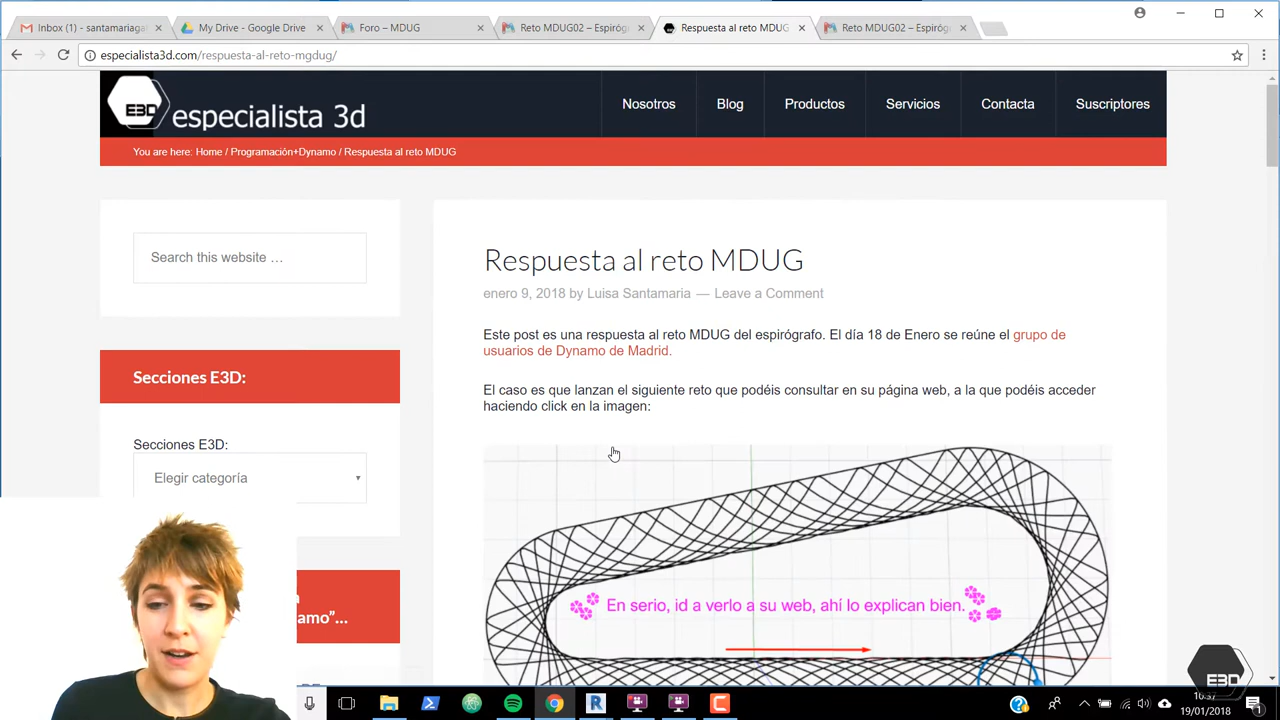 Inbox (1) - santamariagal
My Drive - Google Drive
Foro – MDUG
Reto MDUG02 – Espirógr
Respuesta al reto MDUG
Reto MDUG02 – Espirógr
especialista3d.com/respuesta-al-reto-mgdug/
E3D especialista 3d
Nosotros
Blog
Productos
Servicios
Contacta
Suscriptores
You are here: Home / Programación+Dynamo / Respuesta al reto MDUG
Search this website …
Respuesta al reto MDUG
enero 9, 2018 by Luisa Santamaria — Leave a Comment
Este post es una respuesta al reto MDUG del espirógrafo. El día 18 de Enero se reúne el grupo de
usuarios de Dynamo de Madrid.
Secciones E3D:
El caso es que lanzan el siguiente reto que podéis consultar en su página web, a la que podéis acceder
haciendo click en la imagen:
Secciones E3D:
Elegir categoría
En serio, id a verlo a su web, ahí lo explican bien.
amo"...
E3D
10:37
19/01/2018